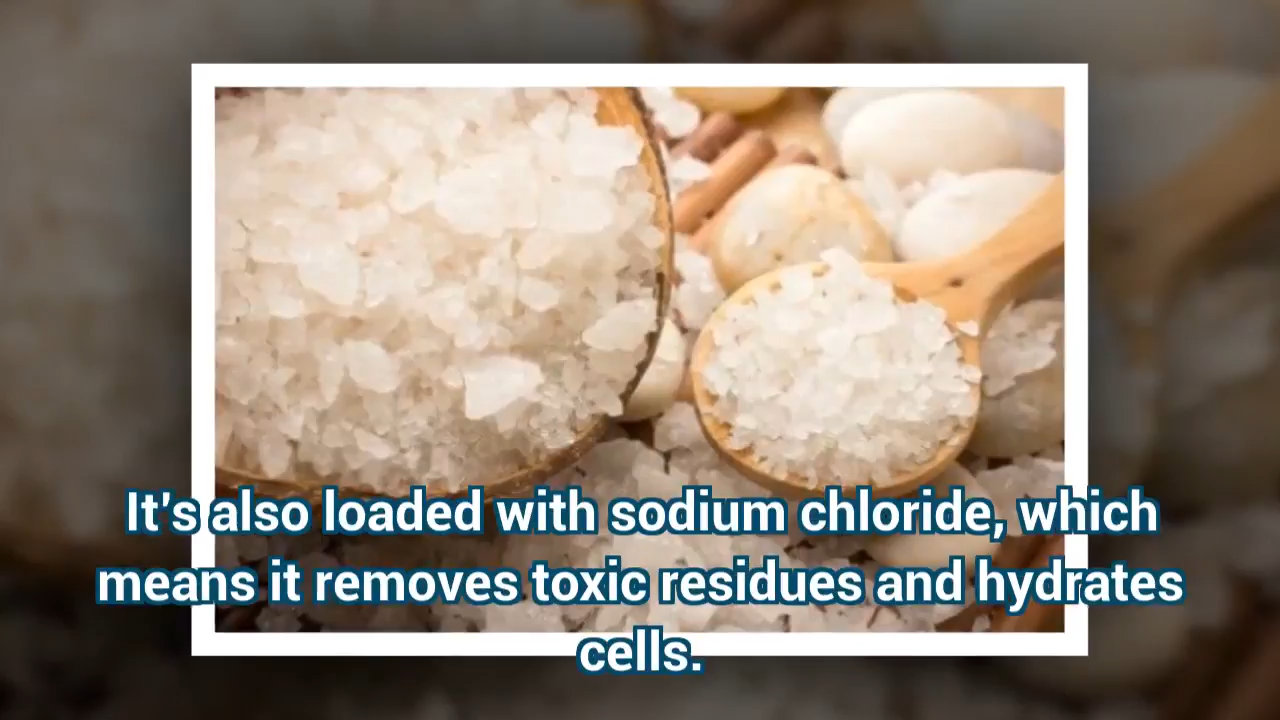 It's also loaded with sodium chloride, which
means it removes toxic residues and hydrates
cells.